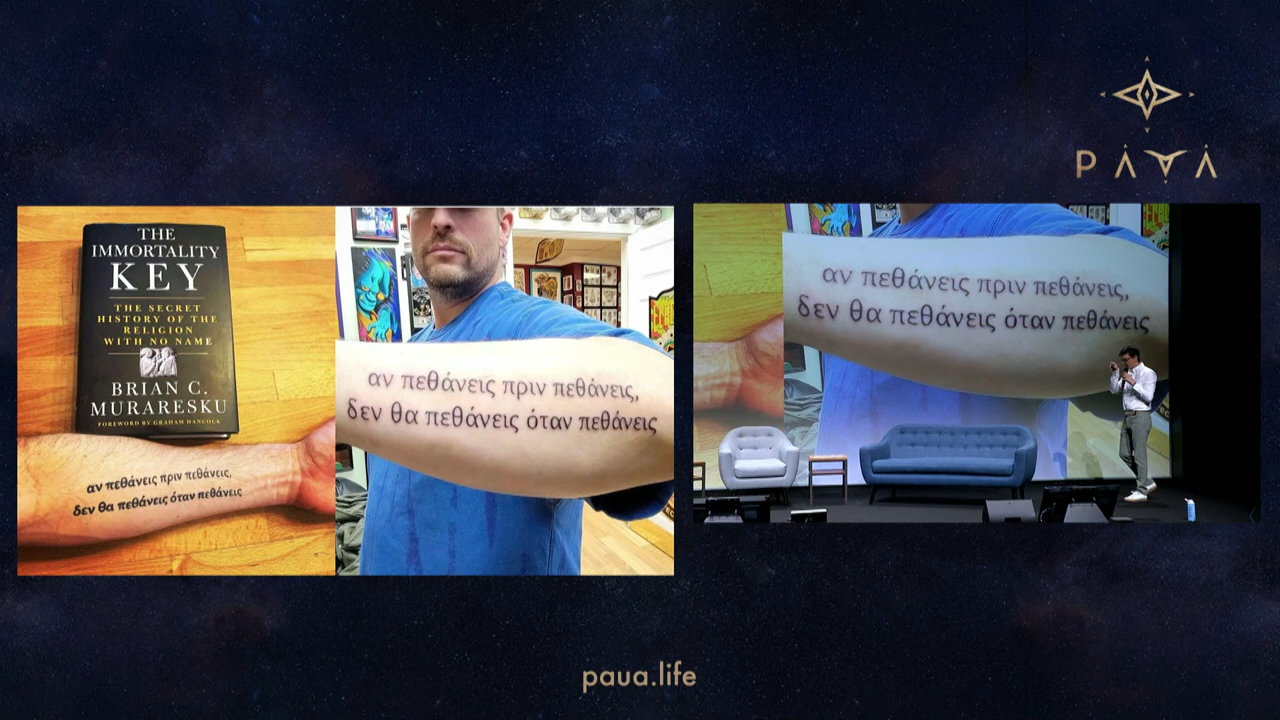 THE
IMMORTALITY
KEY
THE SECRET
HISTORY OF THE
RELIGION
WITH NO NAME
BRIAN C.
MURARESKU
FOREWORD BY GRAHAM HANCOCK
αν πεθάνεις πριν πεθάνεις,
δεν θα πεθάνεις όταν πεθάνεις
αν πεθάνεις πριν πεθάνεις,
δεν θα πεθάνεις όταν πεθάνεις
αν πεθάνεις πριν πεθάνεις,
δεν θα πεθάνεις όταν πεθάνεις
PAUA
paua.life